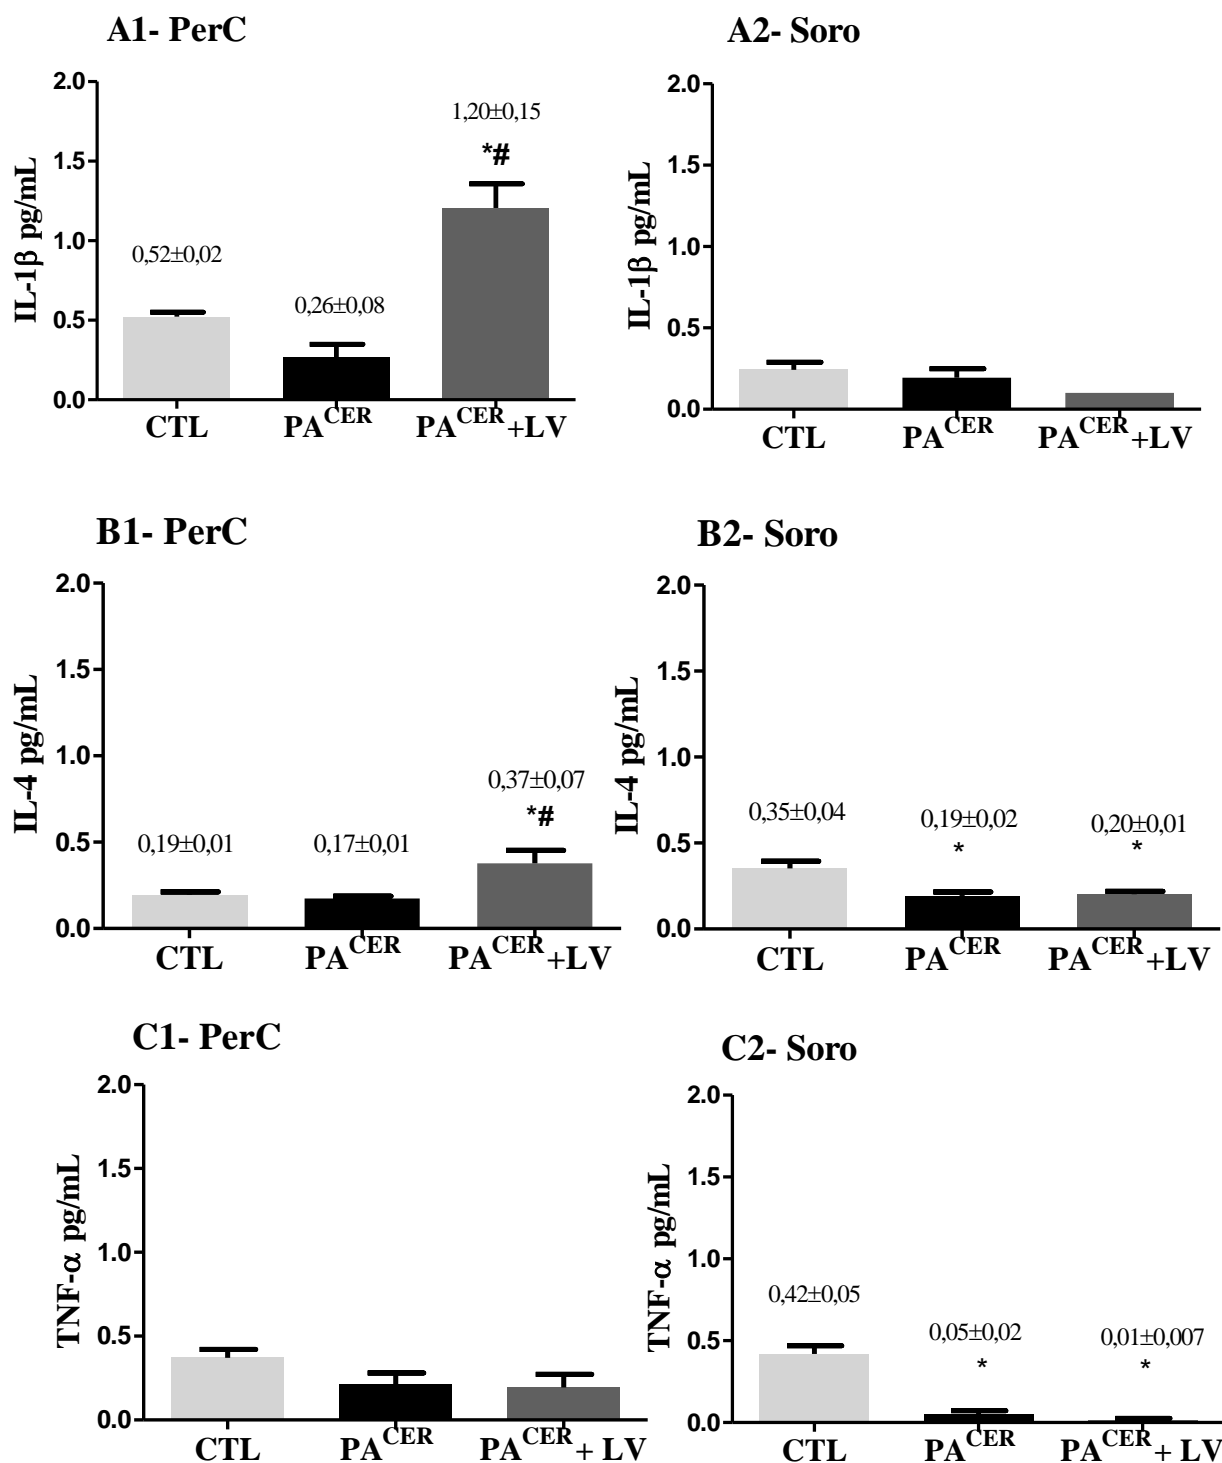 A1- PerC
IL-1β pg/mL
2.0
1.5
1.0
0.5
0.0
0,52±0,02
0,26±0,08
1,20±0,15
*#
CTL
PA^CER
PA^CER+LV
A2- Soro
IL-1β pg/mL
2.0
1.5
1.0
0.5
0.0
CTL
PA^CER
PA^CER+LV
B1- PerC
IL-4 pg/mL
2.0
1.5
1.0
0.5
0.0
0,19±0,01
0,17±0,01
0,37±0,07
*#
CTL
PA^CER
PA^CER+LV
B2- Soro
IL-4 pg/mL
2.0
1.5
1.0
0.5
0.0
0,35±0,04
0,19±0,02
*
0,20±0,01
*
CTL
PA^CER
PA^CER+LV
C1- PerC
TNF-α pg/mL
2.0
1.5
1.0
0.5
0.0
CTL
PA^CER
PA^CER+ LV
C2- Soro
TNF-α pg/mL
2.0
1.5
1.0
0.5
0.0
0,42±0,05
0,05±0,02
*
0,01±0,007
*
CTL
PA^CER
PA^CER+ LV